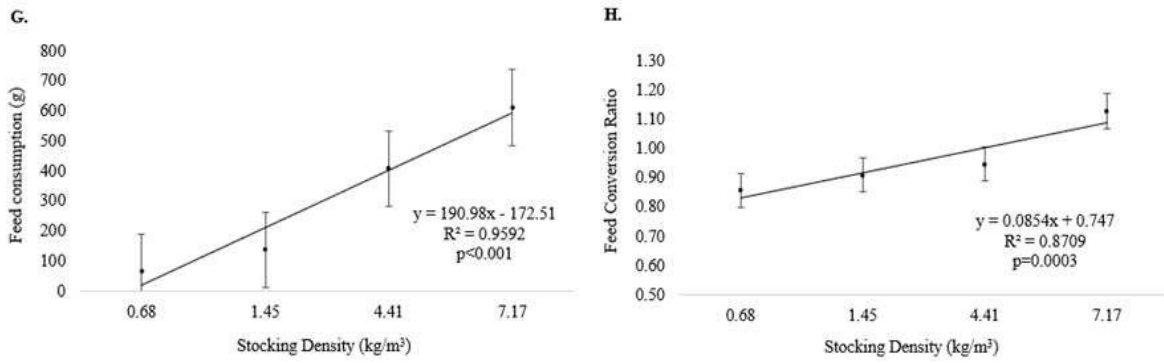 G.
Feed consumption (g)
800
700
600
500
400
300
200
100
0
y = 190.98x - 172.51
R² = 0.9592
p<0.001
0.68 1.45 4.41 7.17
Stocking Density (kg/m³)
H.
Feed Conversion Ratio
1.30
1.20
1.10
1.00
0.90
0.80
0.70
0.60
0.50
y = 0.0854x + 0.747
R² = 0.8709
p=0.0003
0.68 1.45 4.41 7.17
Stocking Density (kg/m³)